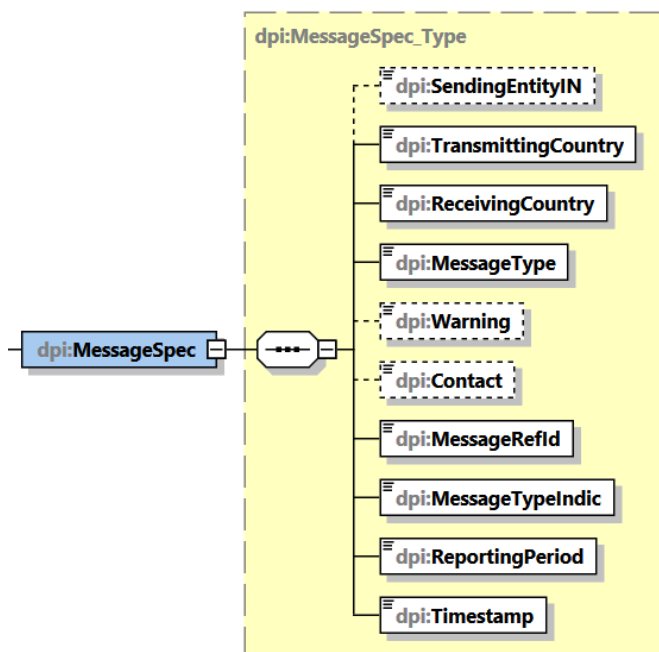 dpi:MessageSpec_Type
dpi:SendingEntityIN
dpi:TransmittingCountry
dpi:ReceivingCountry
dpi:MessageType
dpi:MessageSpec
dpi:Warning
dpi:Contact
dpi:MessageRefId
dpi:MessageTypeIndic
dpi:ReportingPeriod
dpi:Timestamp